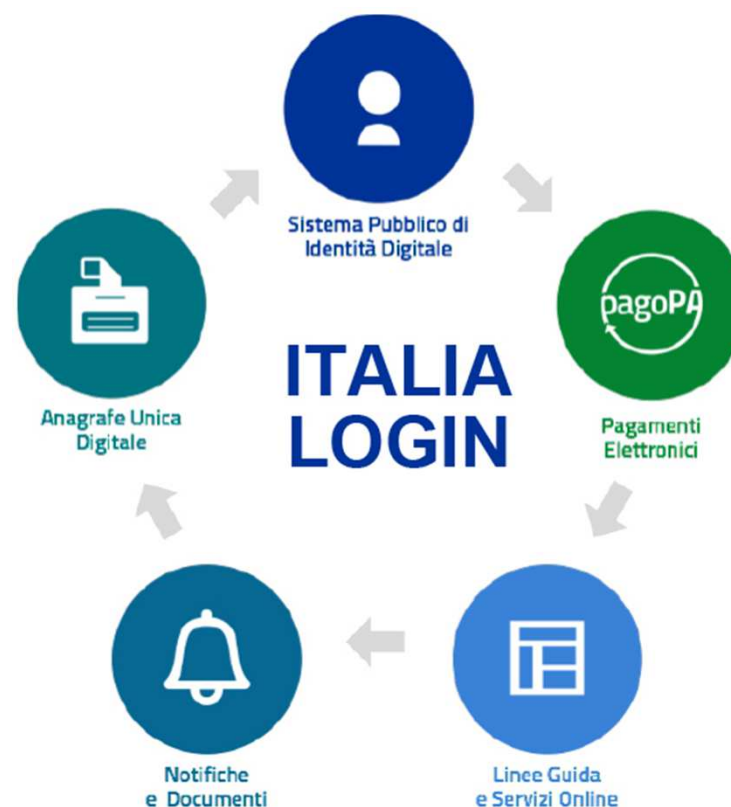 Sistema Pubblico di
Identità Digitale
pagoPA
Pagamenti
Elettronici
Linee Guida
e Servizi Online
Notifiche
e Documenti
Anagrafe Unica
Digitale
ITALIA
LOGIN